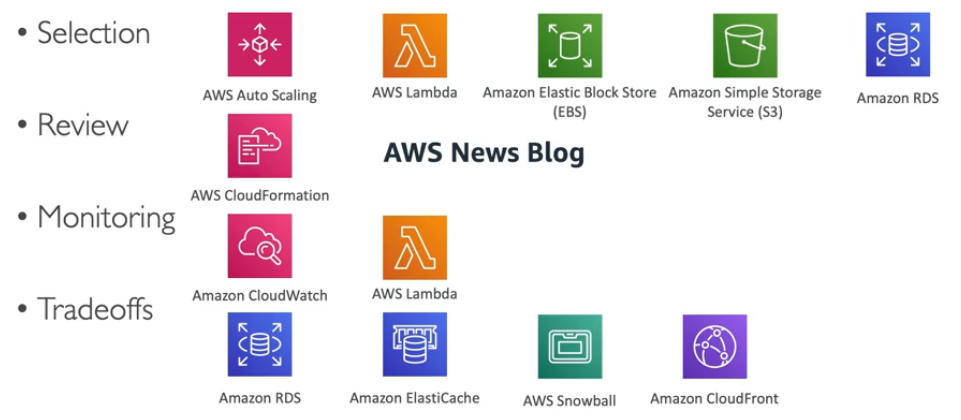 • Selection
AWS Auto Scaling
AWS Lambda
Amazon Elastic Block Store
(EBS)
Amazon Simple Storage
Service (S3)
Amazon RDS
• Review
AWS CloudFormation
AWS News Blog
• Monitoring
Amazon CloudWatch
AWS Lambda
• Tradeoffs
Amazon RDS
Amazon ElastiCache
AWS Snowball
Amazon CloudFront